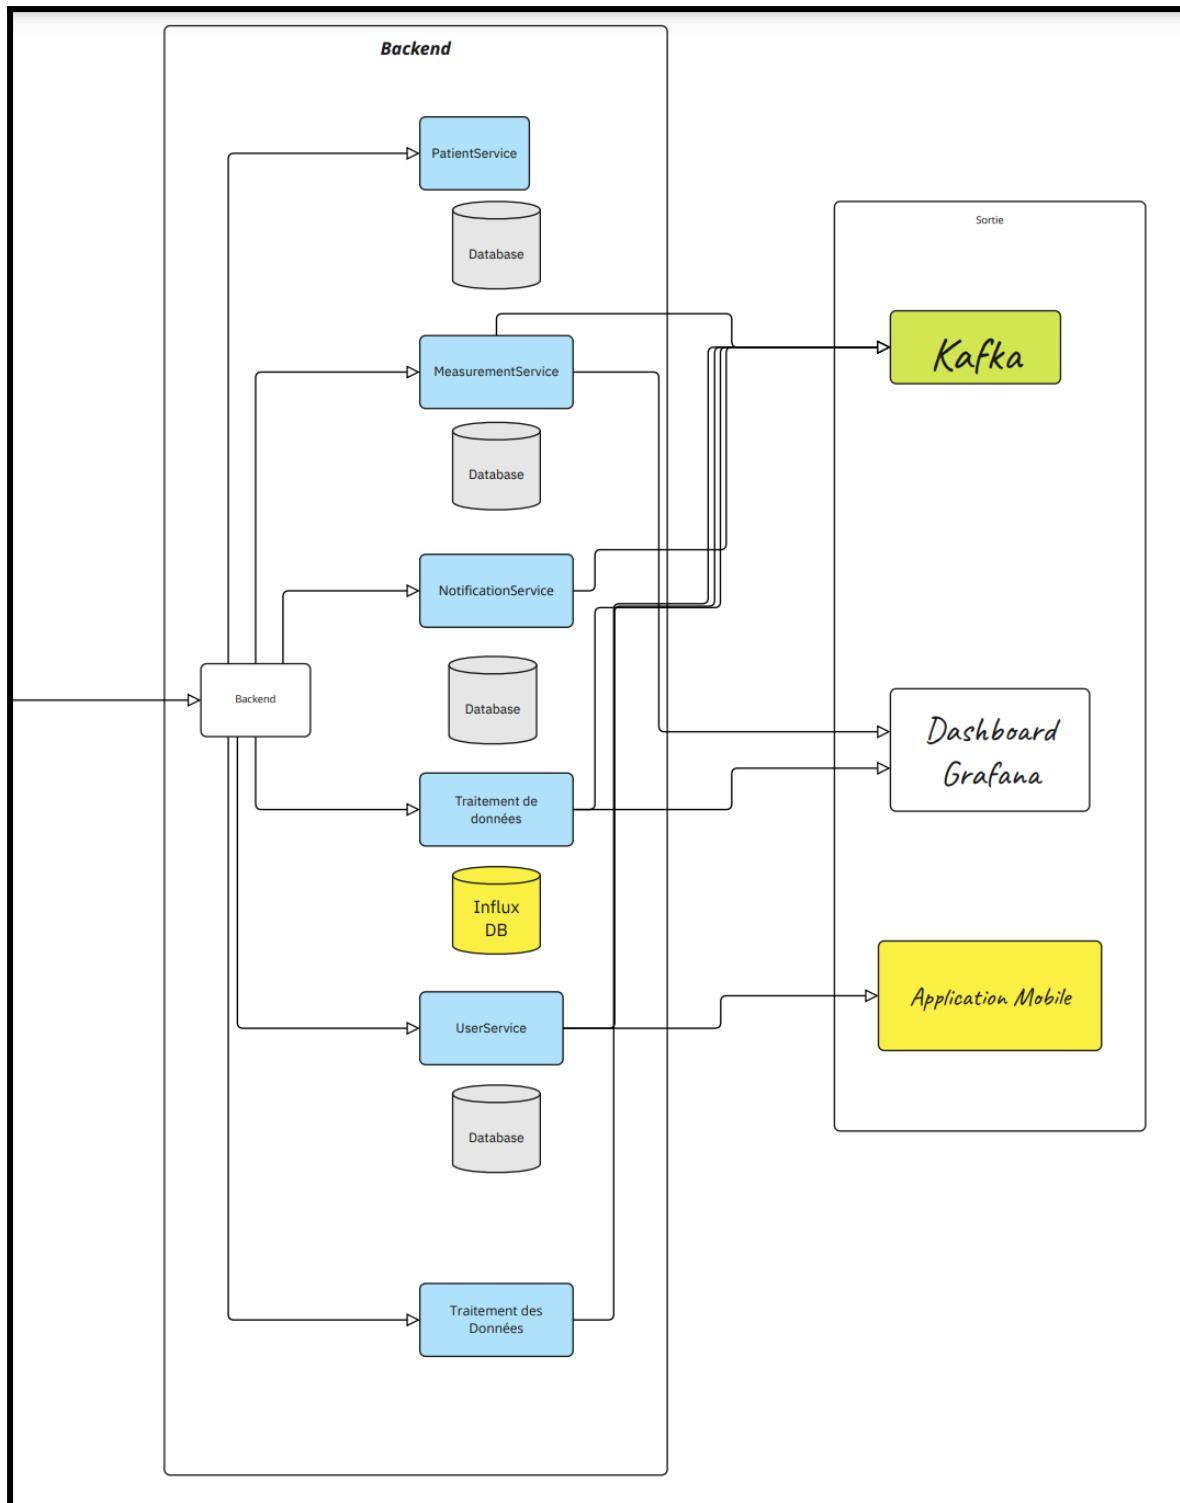 Backend
PatientService
Database
Sortie
MeasurementService
Kafka
Database
NotificationService
Backend
Database
Dashboard
Grafana
Traitement de
données
Influx
DB
Application Mobile
UserService
Database
Traitement des
Données